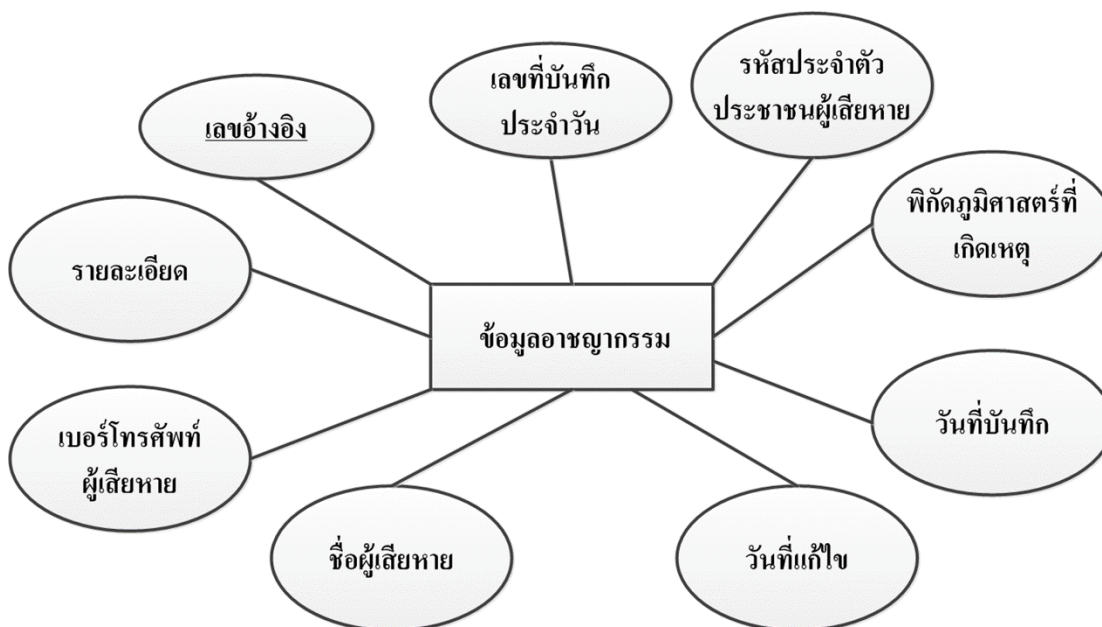 เลขอ้างอิง
เลขที่บันทึก
ประจำวัน
รหัสประจำตัว
ประชาชนผู้เสียหาย
พิกัดภูมิศาสตร์ที่
เกิดเหตุ
รายละเอียด
ข้อมูลอาชญากรรม
วันที่บันทึก
เบอร์โทรศัพท์
ผู้เสียหาย
ชื่อผู้เสียหาย
วันที่แก้ไข